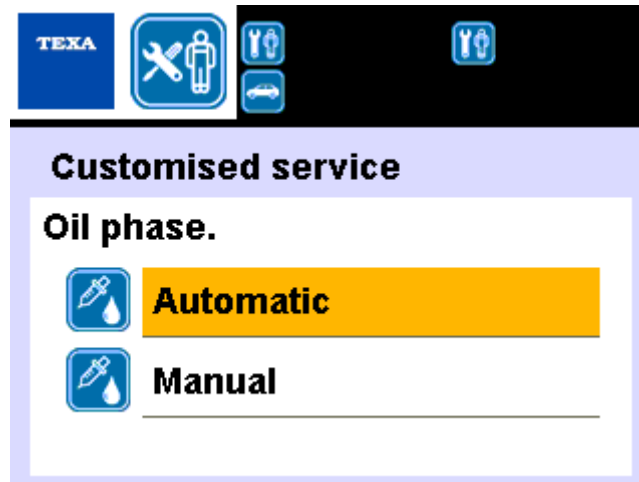 TEXA
Customised service
Oil phase.
Automatic
Manual